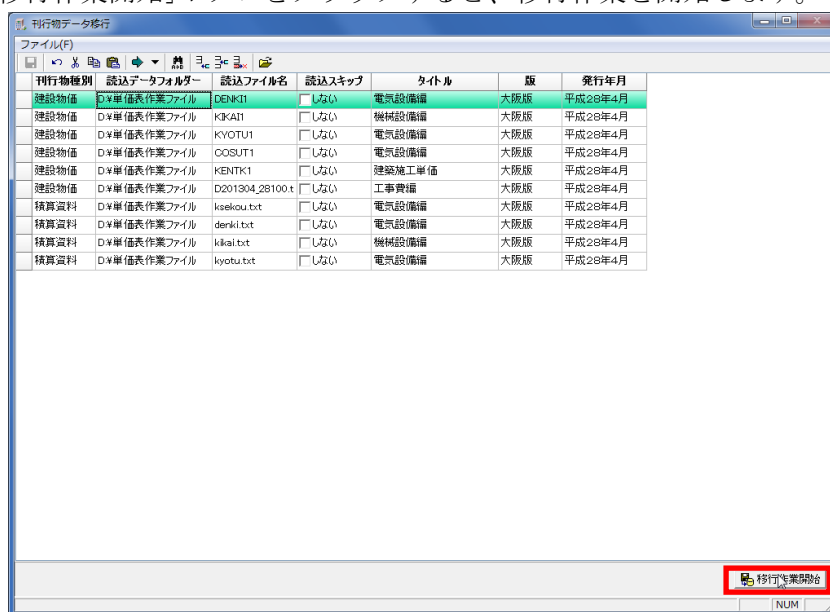 移行作業開始」ボタンをクリックすると、移行作業を開始します。
刊行物データ移行
ファイル(F)
刊行物種別 読込データフォルダー 読込ファイル名 読込スキップ タイトル 版 発行年月
建設物価 D:¥単価表作業ファイル DENKI1 しない 電気設備編 大阪版 平成28年4月
建設物価 D:¥単価表作業ファイル KIKAI1 しない 機械設備編 大阪版 平成28年4月
建設物価 D:¥単価表作業ファイル KYOTU1 しない 電気設備編 大阪版 平成28年4月
建設物価 D:¥単価表作業ファイル COSUT1 しない 電気設備編 大阪版 平成28年4月
建設物価 D:¥単価表作業ファイル KENTK1 しない 建築施工単価 大阪版 平成28年4月
建設物価 D:¥単価表作業ファイル D201304_28100.t しない 工事費編 大阪版 平成28年4月
積算資料 D:¥単価表作業ファイル ksekou.txt しない 電気設備編 大阪版 平成28年4月
積算資料 D:¥単価表作業ファイル denki.txt しない 電気設備編 大阪版 平成28年4月
積算資料 D:¥単価表作業ファイル kikai.txt しない 機械設備編 大阪版 平成28年4月
積算資料 D:¥単価表作業ファイル kyotu.txt しない 電気設備編 大阪版 平成28年4月
移行作業開始
NUM